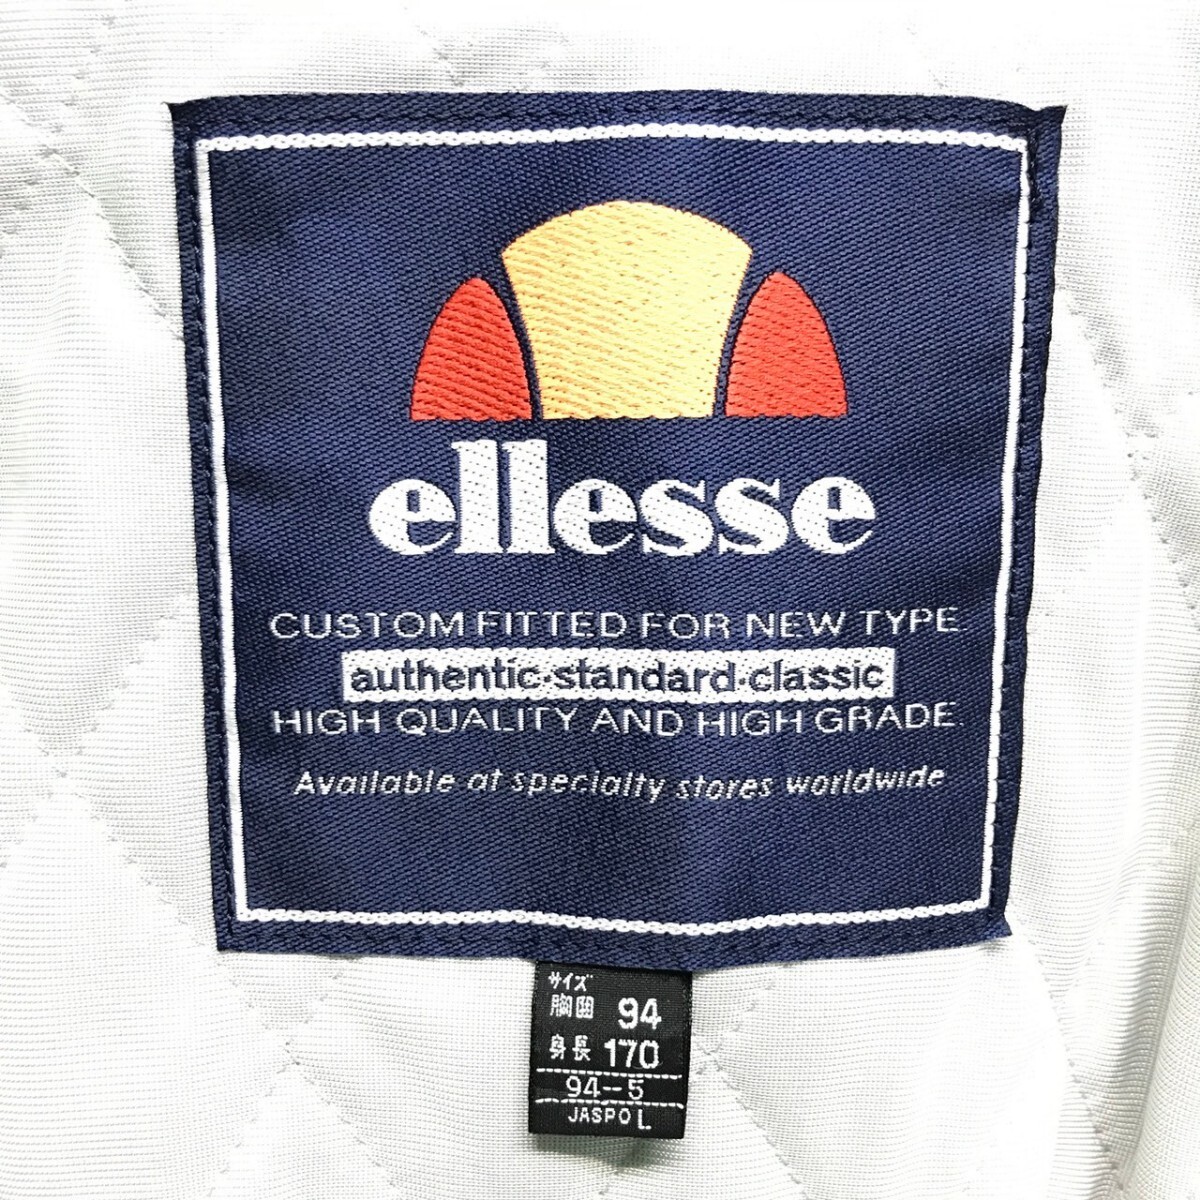 ellesse
CUSTOM FITTED FOR NEW TYPE.
authentic·standard·classic
HIGH QUALITY AND HIGH GRADE.
Available at specialty stores worldwide
サイズ
胸囲 94
身長 170
94-5
JASPO L